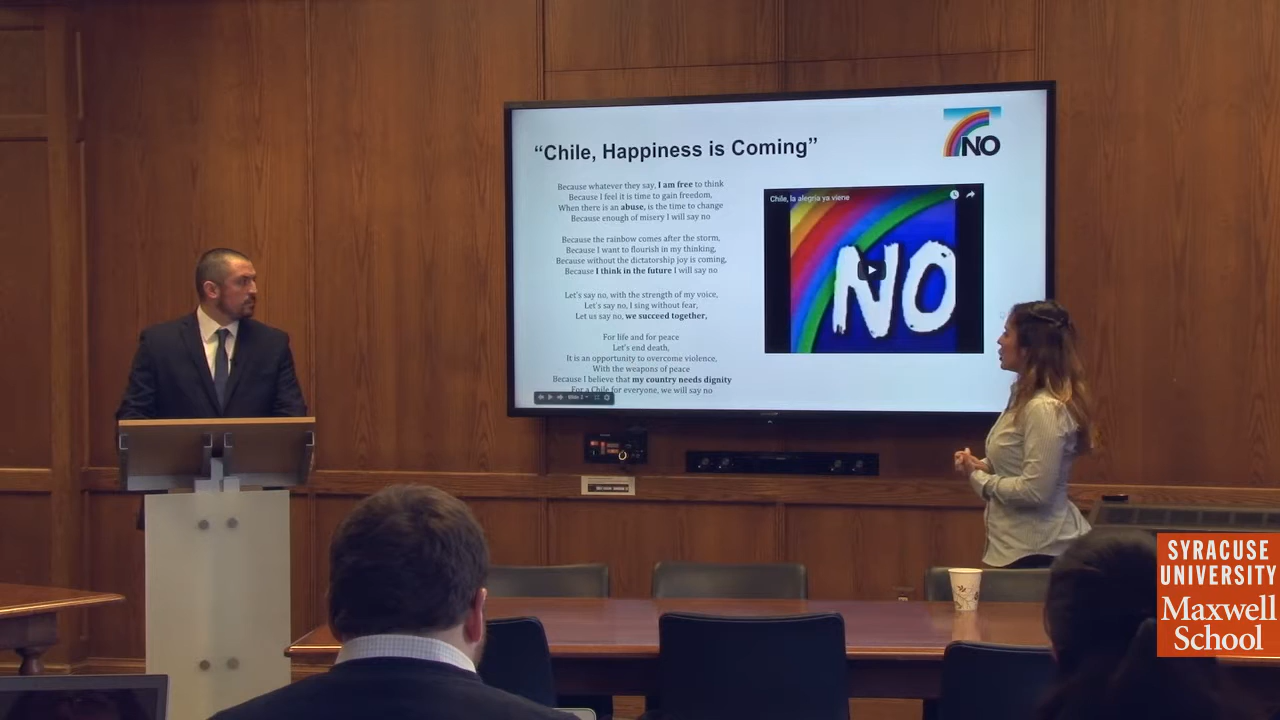 NO
“Chile, Happiness is Coming”
Because whatever they say, I am free to think
Because I feel it is time to gain freedom,
When there is an abuse, is the time to change
Because enough of misery I will say no
Because the rainbow comes after the storm,
Because I want to flourish in my thinking,
Because without the dictatorship joy is coming,
Because I think in the future I will say no
Let's say no, with the strength of my voice,
Let's say no, I sing without fear,
Let us say no, we succeed together,
For life and for peace
Let's end death,
It is an opportunity to overcome violence,
With the weapons of peace
Because I believe that my country needs dignity
For a Chile for everyone, we will say no
Slide 2
Chile, la alegria ya viene
NO
SYRACUSE
UNIVERSITY
Maxwell
School